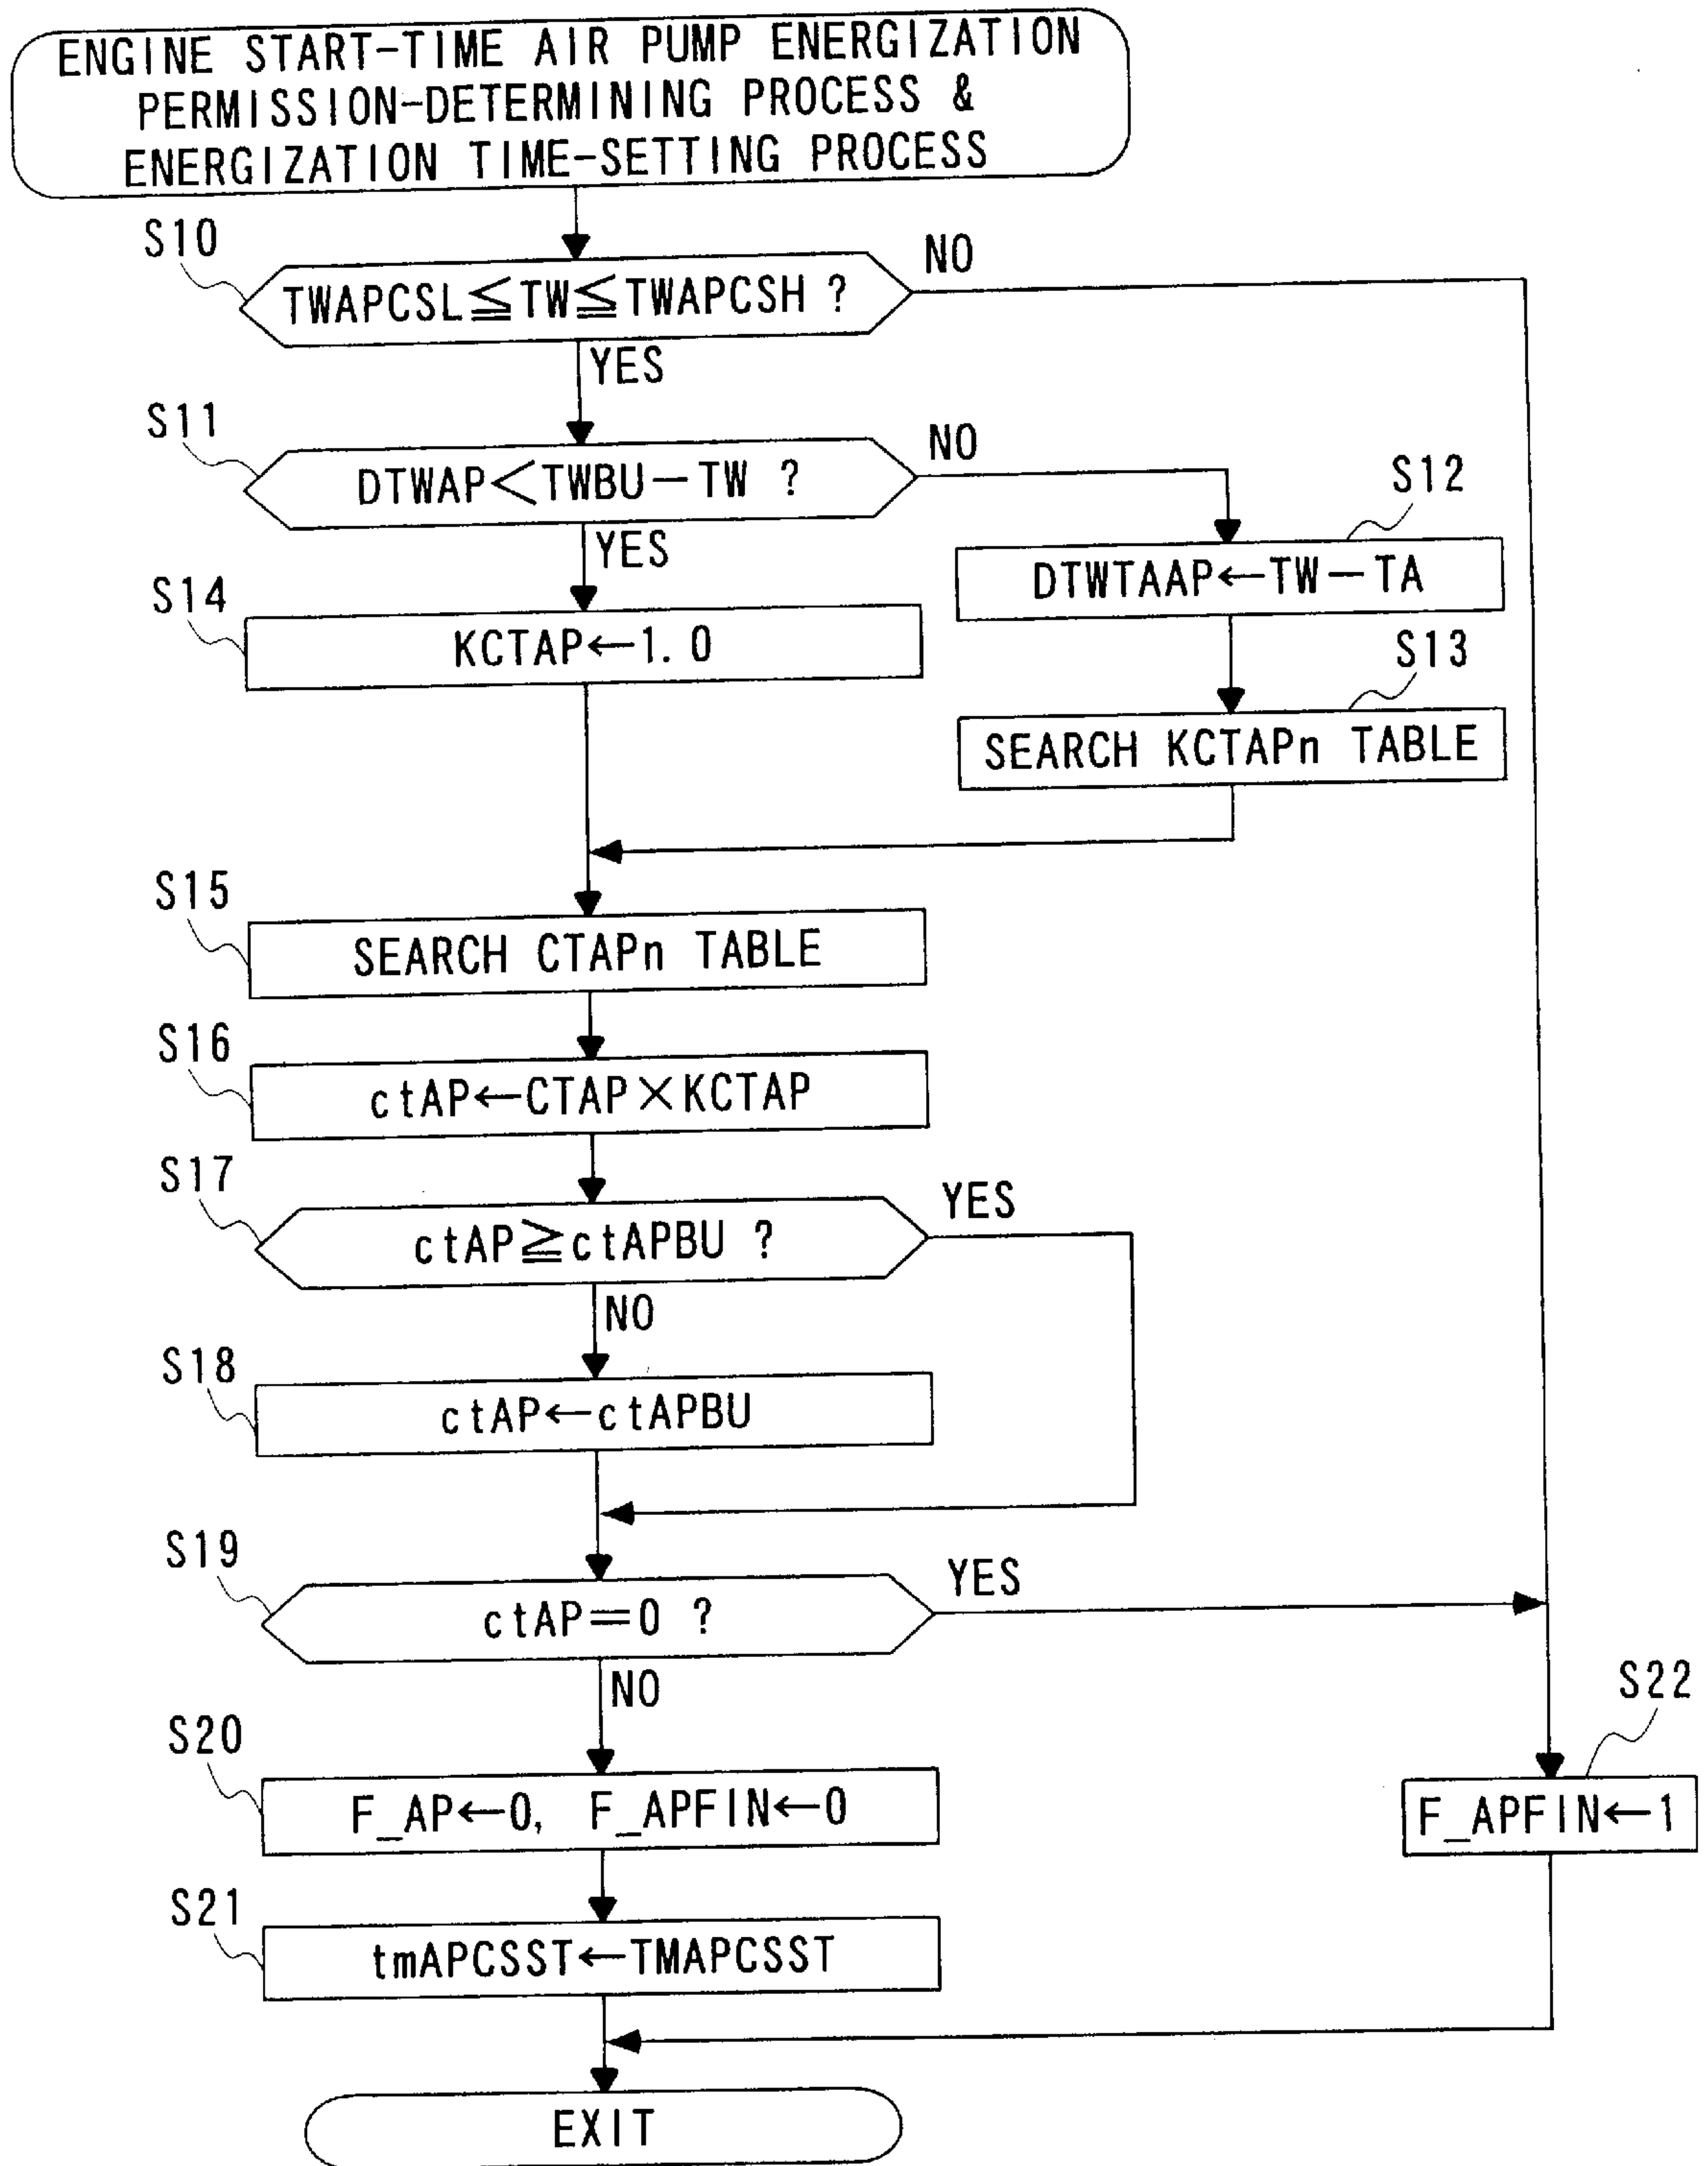 ENGINE START-TIME AIR PUMP ENERGIZATION
PERMISSION-DETERMINING PROCESS &
ENERGIZATION TIME-SETTING PROCESS
S10
TWAPCSL≦TW≦TWAPCSH ?
NO
YES
S11
DTWAP<TWBU−TW ?
NO
YES
S12
DTWTAAP←TW−TA
S14
KCTAP←1.0
S13
SEARCH KCTAPn TABLE
S15
SEARCH CTAPn TABLE
S16
ctAP←CTAP×KCTAP
S17
ctAP≧ctAPBU ?
YES
NO
S18
ctAP←ctAPBU
S19
ctAP=0 ?
YES
NO
S20
F_AP←0, F_APFIN←0
S22
F_APFIN←1
S21
tmAPCSST←TMAPCSST
EXIT